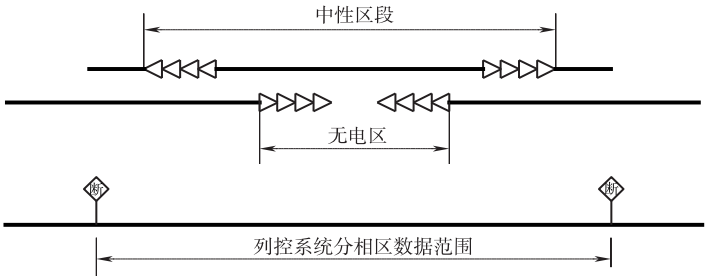 中性区段
无电区
断 断
列控系统分相区数据范围